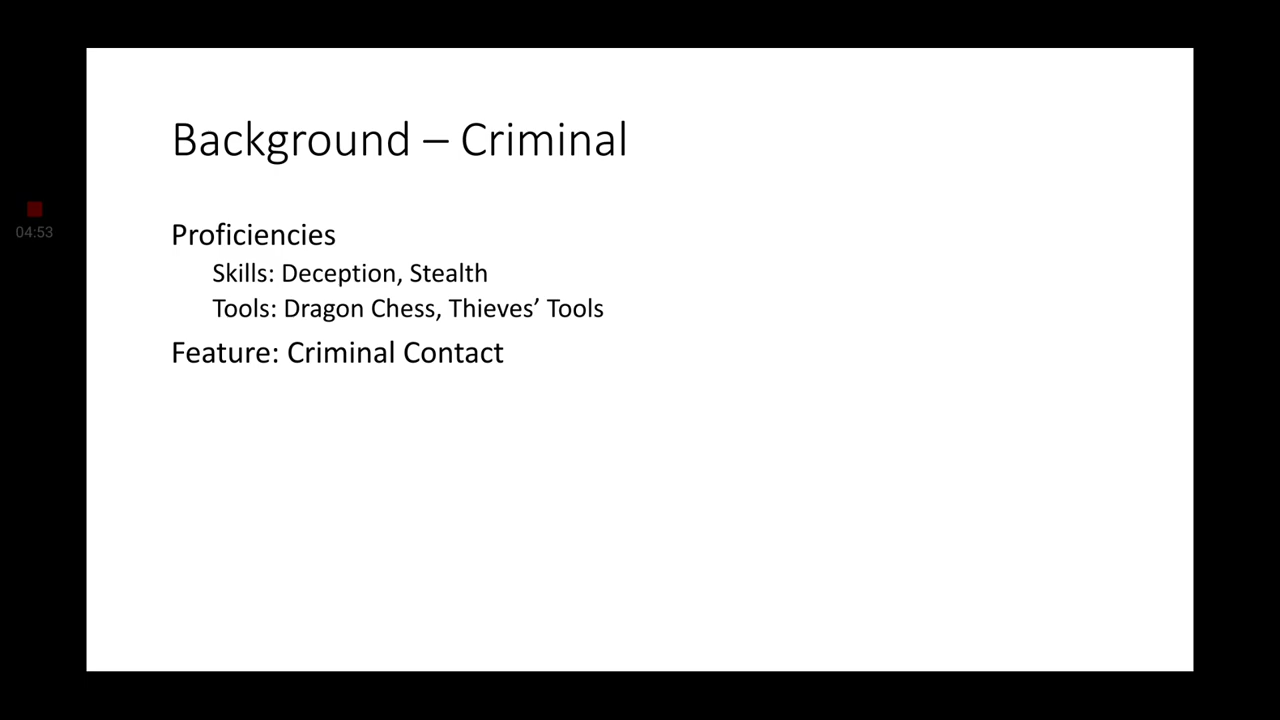 Background – Criminal
04:53
Proficiencies
Skills: Deception, Stealth
Tools: Dragon Chess, Thieves’ Tools
Feature: Criminal Contact